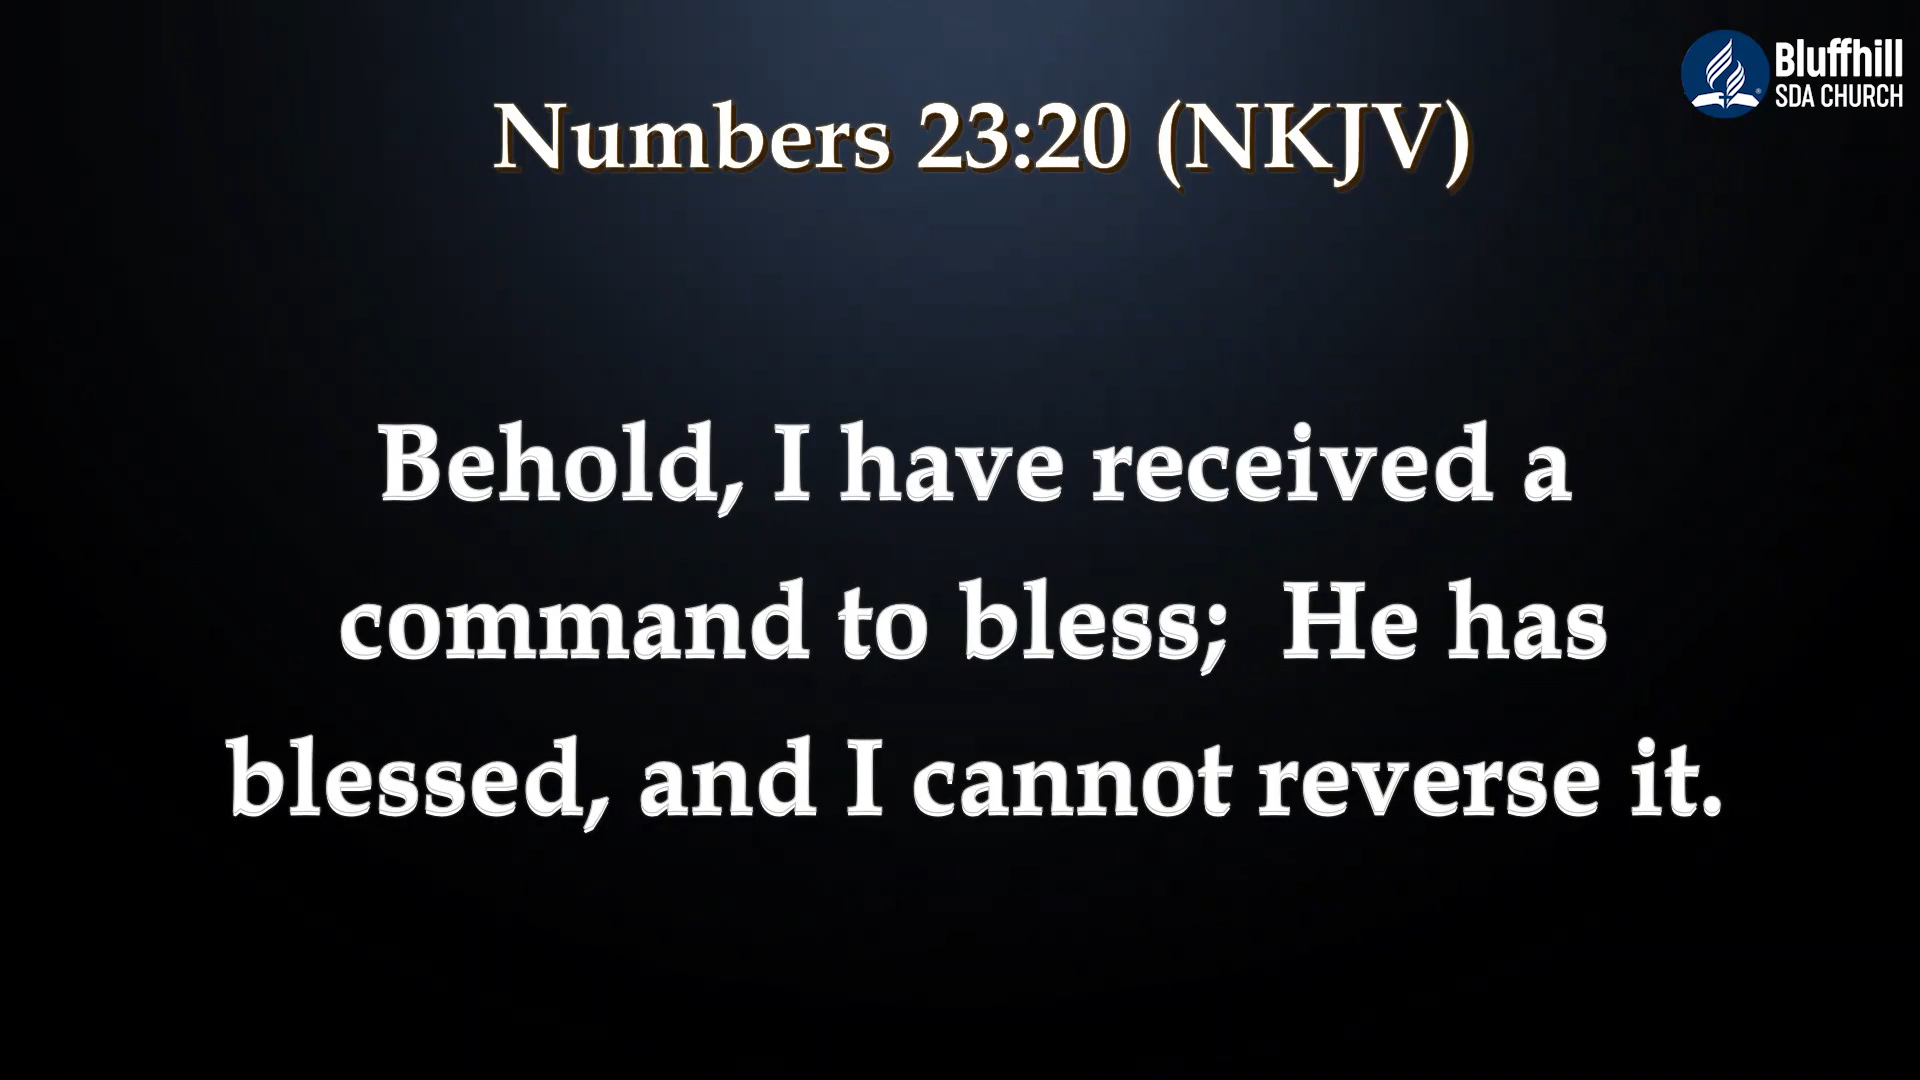 Bluffhill
SDA CHURCH
Numbers 23:20 (NKJV)
Behold, I have received a
command to bless;  He has
blessed, and I cannot reverse it.